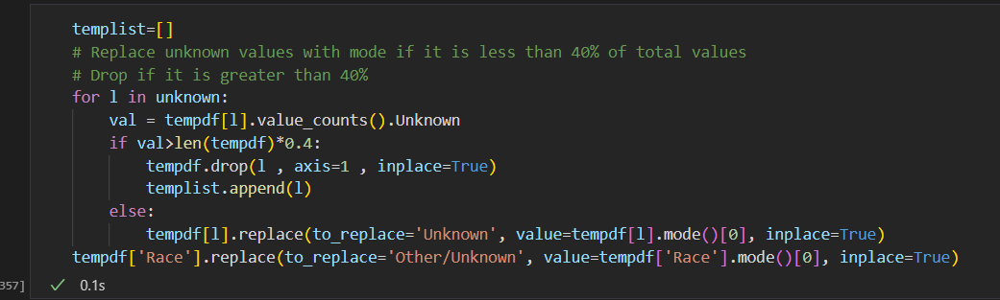 templist=[]
# Replace unknown values with mode if it is less than 40% of total values
# Drop if it is greater than 40%
for l in unknown:
    val = tempdf[l].value_counts().Unknown
    if val>len(tempdf)*0.4:
        tempdf.drop(l , axis=1 , inplace=True)
        templist.append(l)
    else:
        tempdf[l].replace(to_replace='Unknown', value=tempdf[l].mode()[0], inplace=True)
tempdf['Race'].replace(to_replace='Other/Unknown', value=tempdf['Race'].mode()[0], inplace=True)
357] ✓ 0.1s